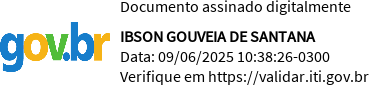 Documento assinado digitalmente
gov.br
IBSON GOUVEIA DE SANTANA
Data: 09/06/2025 10:38:26-0300
Verifique em https://validar.iti.gov.br